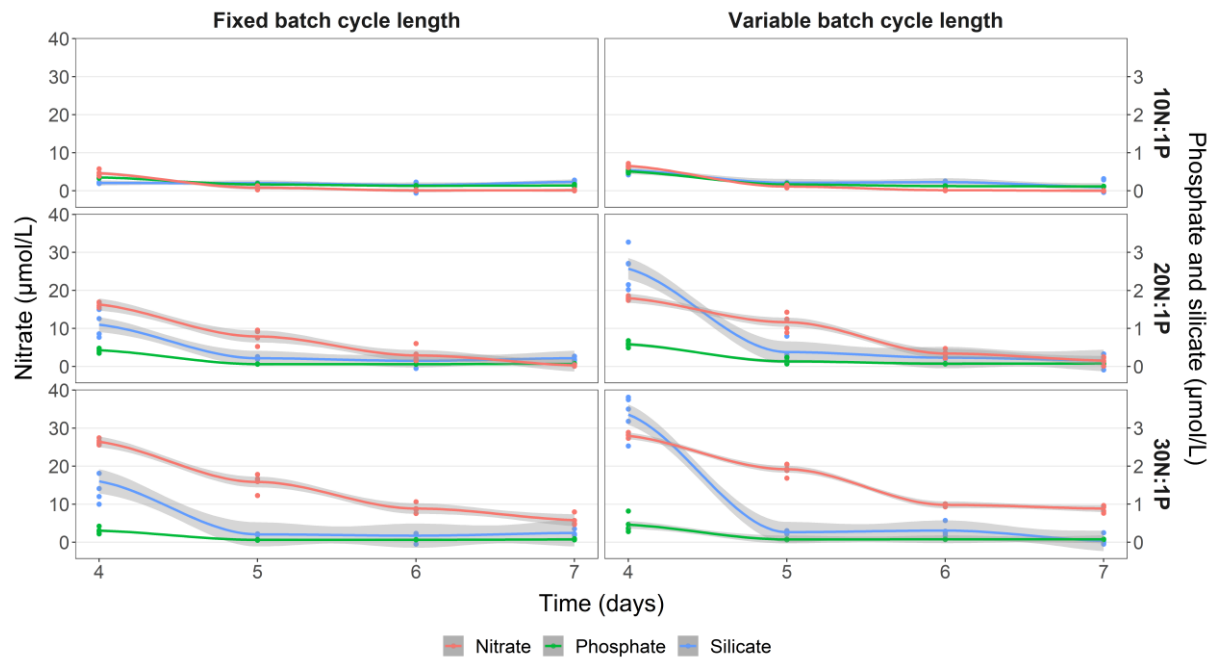 Fixed batch cycle length
Variable batch cycle length
40
30
20
10
0
3
2
1
0
10N:1P
40
30
20
10
0
3
2
1
0
20N:1P
40
30
20
10
0
3
2
1
0
30N:1P
Nitrate (μmol/L)
Phosphate and silicate (μmol/L)
4 5 6 7
4 5 6 7
Time (days)
Nitrate Phosphate Silicate